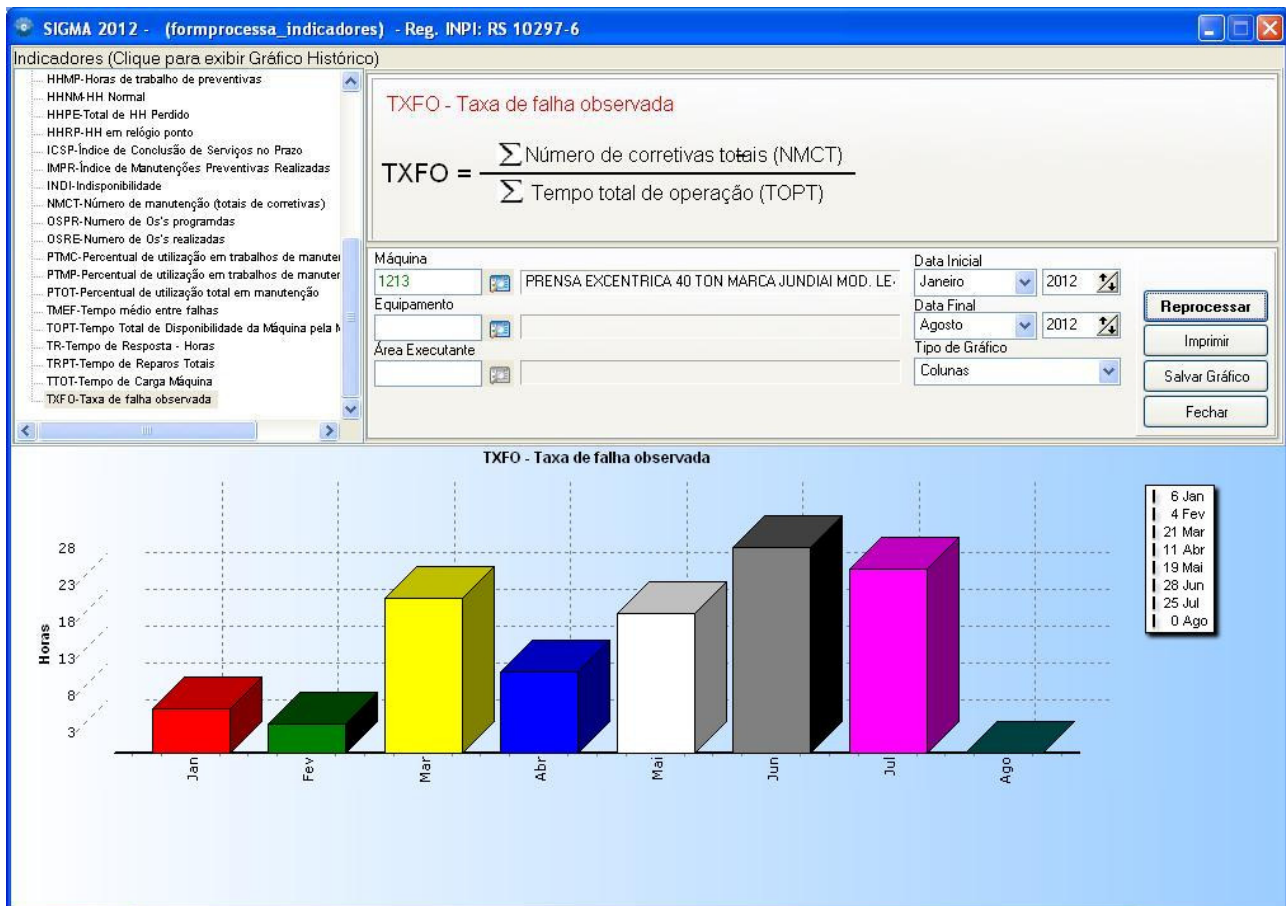 SIGMA 2012 - (formprocessa_indicadores) - Reg. INPI: RS 10297-6
Indicadores (Clique para exibir Gráfico Histórico)
HHMP-Horas de trabalho de preventivas
HHNM-HH Normal
HHPE-Total de HH Perdido
HHRP-HH em relógio ponto
ICSP-Índice de Conclusão de Serviços no Prazo
IMPR-Índice de Manutenções Preventivas Realizadas
INDI-Indisponibilidade
NMCT-Número de manutenção (totais de corretivas)
OSPR-Numero de Os's programdas
OSRE-Numero de Os's realizadas
PTMC-Percentual de utilização em trabalhos de manuter
PTMP-Percentual de utilização em trabalhos de manuter
PTOT-Percentual de utilização total em manutenção
TMEF-Tempo médio entre falhas
TOPT-Tempo Total de Disponibilidade da Máquina pela M
TR-Tempo de Resposta - Horas
TRPT-Tempo de Reparos Totais
TTOT-Tempo de Carga Máquina
TXFO-Taxa de falha observada
TXFO - Taxa de falha observada
TXFO = ∑ Número de corretivas totais (NMCT)
∑ Tempo total de operação (TOPT)
Máquina
1213 PRENSA EXCENTRICA 40 TON MARCA JUNDIAI MOD. LE-
Equipamento
Área Executante
Data Inicial
Janeiro 2012
Data Final
Agosto 2012
Tipo de Gráfico
Colunas
Reprocessar
Imprimir
Salvar Gráfico
Fechar
TXFO - Taxa de falha observada
Horas
28
23
18
13
8
3
Jan Fev Mar Abr Mai Jun Jul Ago
6 Jan
4 Fev
21 Mar
11 Abr
19 Mai
28 Jun
25 Jul
0 Ago